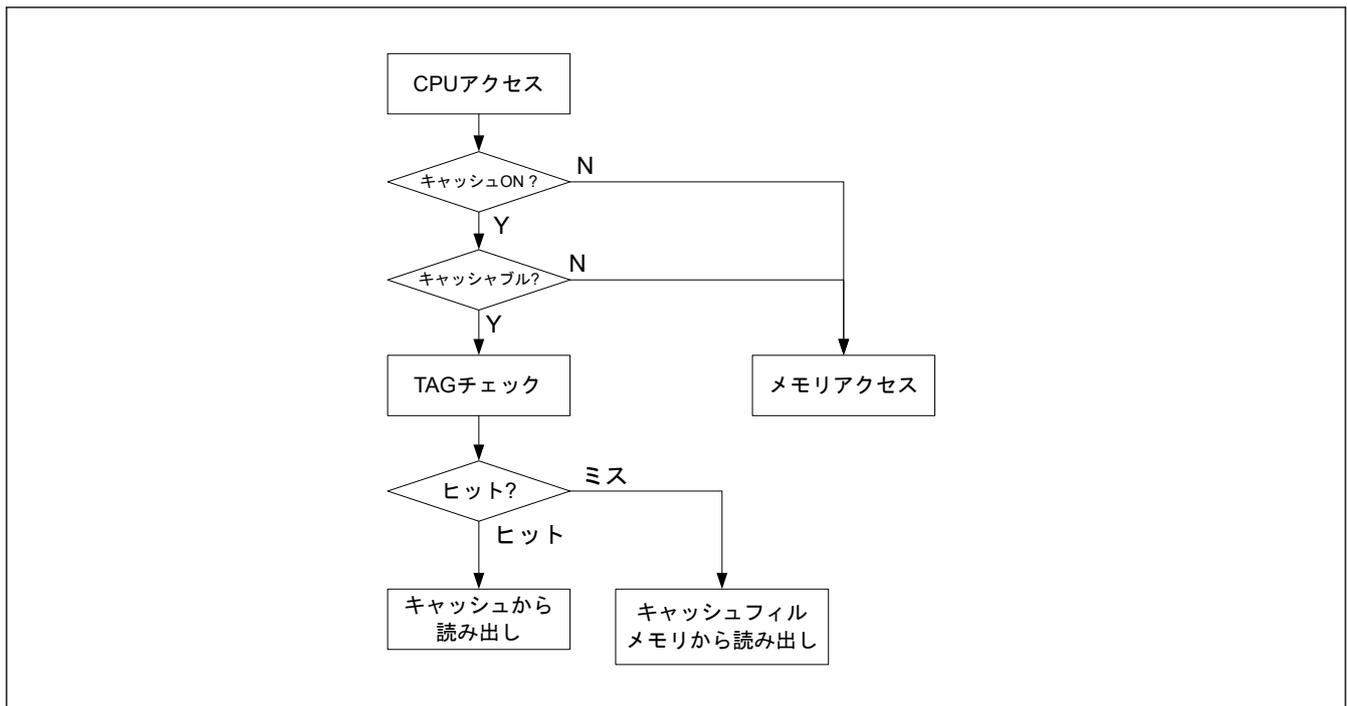 CPUアクセス
キャッシュON？
N
Y
キャッシャブル?
N
Y
TAGチェック
メモリアクセス
ヒット?
ミス
ヒット
キャッシュから
読み出し
キャッシュフィル
メモリから読み出し